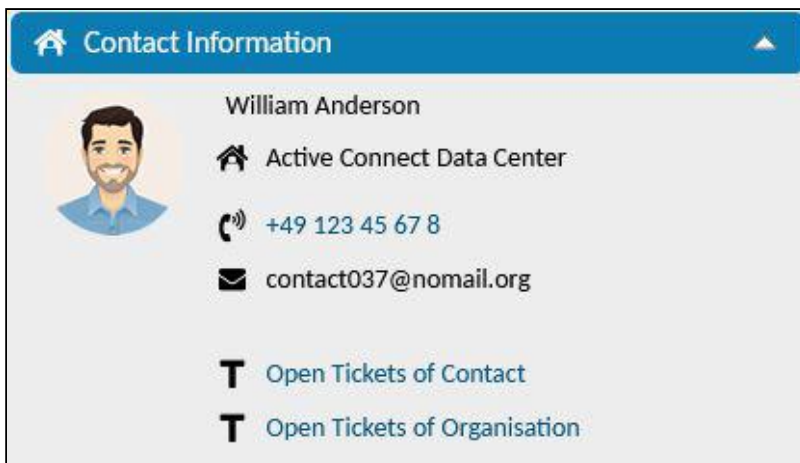 Contact Information
William Anderson
Active Connect Data Center
+49 123 45 67 8
contact037@nomail.org
Open Tickets of Contact
Open Tickets of Organisation